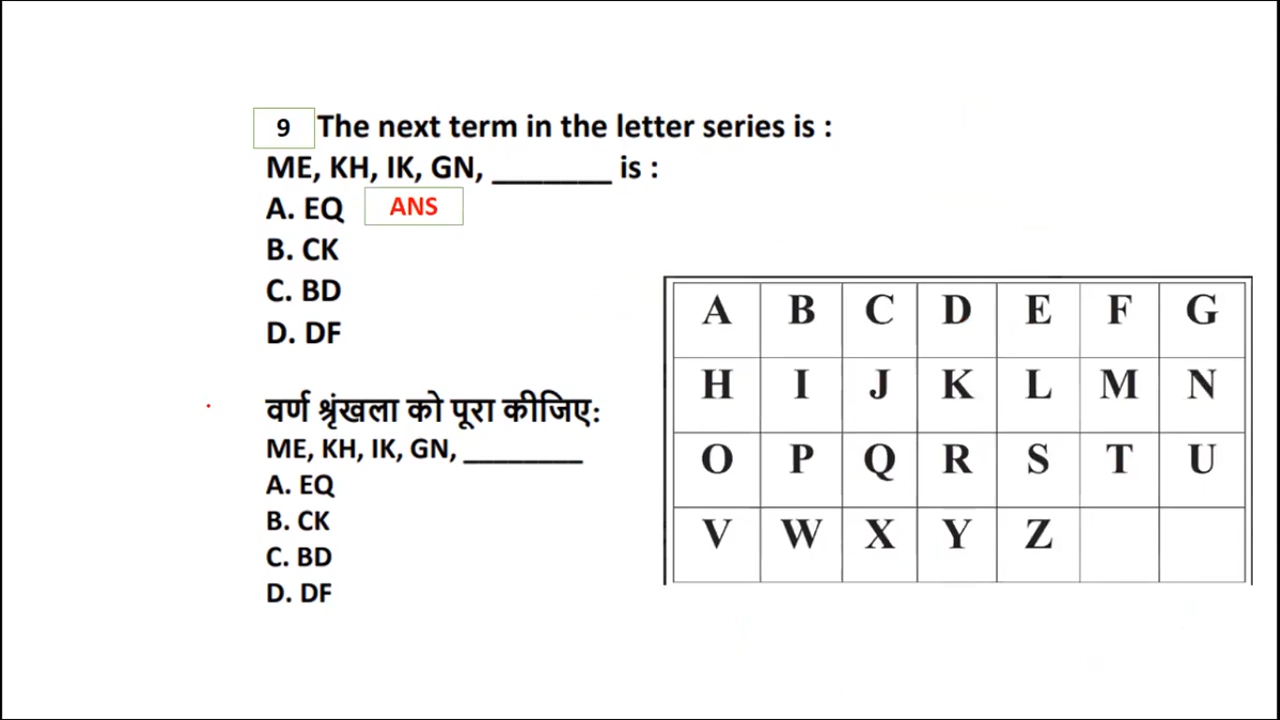 9 The next term in the letter series is :
ME, KH, IK, GN, _______ is :
A. EQ ANS
B. CK
C. BD
D. DF
वर्ण श्रृंखला को पूरा कीजिए:
ME, KH, IK, GN, ________
A. EQ
B. CK
C. BD
D. DF
A B C D E F G
H I J K L M N
O P Q R S T U
V W X Y Z